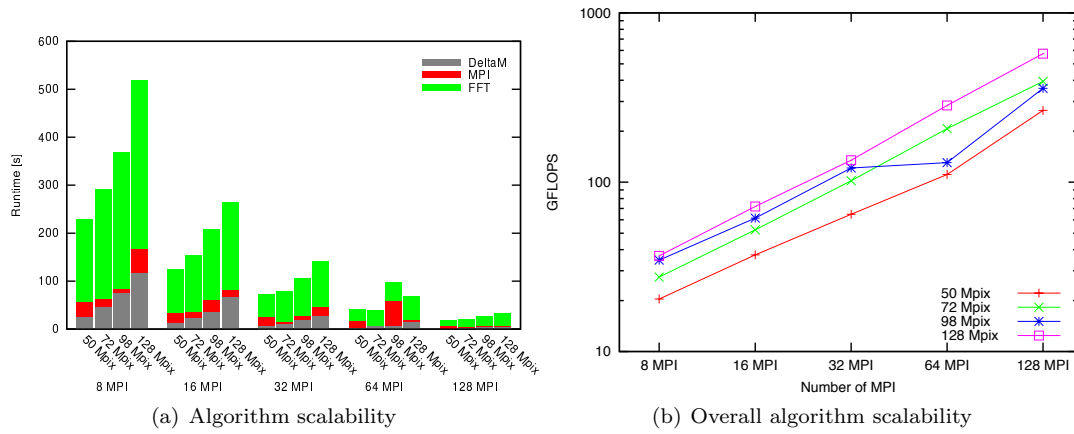 600
500
400
300
200
100
0
Runtime [s]
DeltaM
MPI
FFT
50 Mpix
72 Mpix
98 Mpix
128 Mpix
50 Mpix
72 Mpix
98 Mpix
128 Mpix
50 Mpix
72 Mpix
98 Mpix
128 Mpix
50 Mpix
72 Mpix
98 Mpix
128 Mpix
50 Mpix
72 Mpix
98 Mpix
128 Mpix
8 MPI 16 MPI 32 MPI 64 MPI 128 MPI
(a) Algorithm scalability
1000
100
10
GFLOPS
50 Mpix
72 Mpix
98 Mpix
128 Mpix
8 MPI 16 MPI 32 MPI 64 MPI 128 MPI
Number of MPI
(b) Overall algorithm scalability